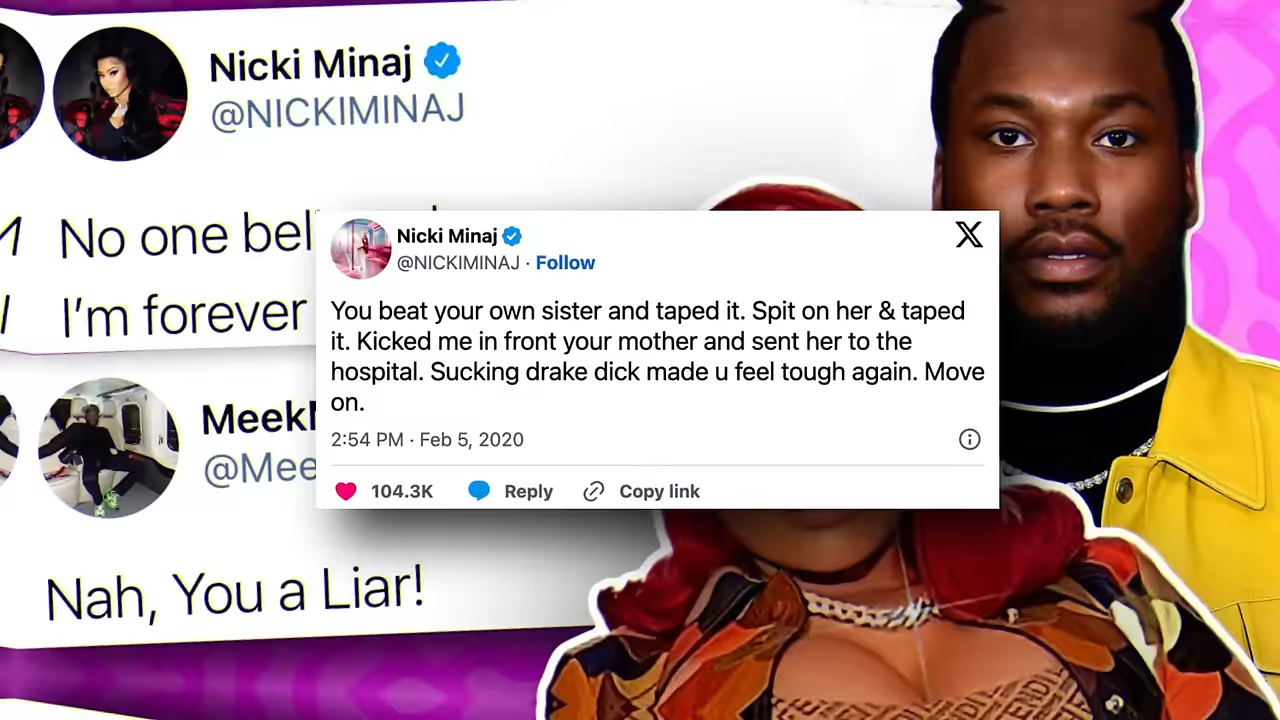 Nicki Minaj
@NICKIMINAJ
No one bel
I'm forever
Nicki Minaj
@NICKIMINAJ · Follow
You beat your own sister and taped it. Spit on her & taped
it. Kicked me in front your mother and sent her to the
hospital. Sucking drake dick made u feel tough again. Move
on.
2:54 PM · Feb 5, 2020
104.3K Reply Copy link
Meek
@Mee
Nah, You a Liar!